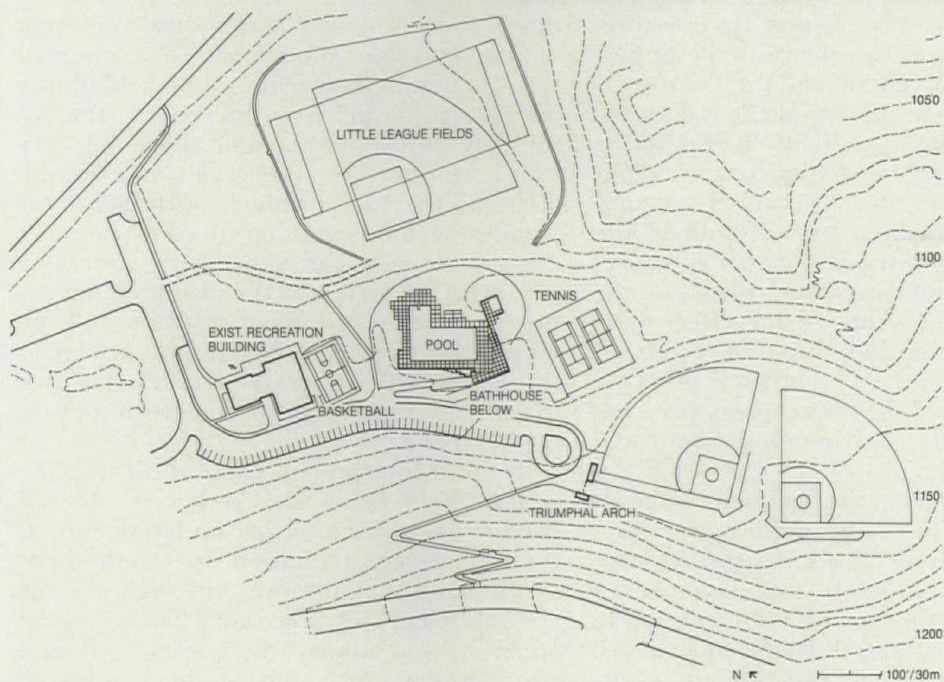 1050
LITTLE LEAGUE FIELDS
1100
TENNIS
EXIST. RECREATION
BUILDING
POOL
BASKETBALL
BATHHOUSE
BELOW
1150
TRIUMPHAL ARCH
1200
N
100'/30m